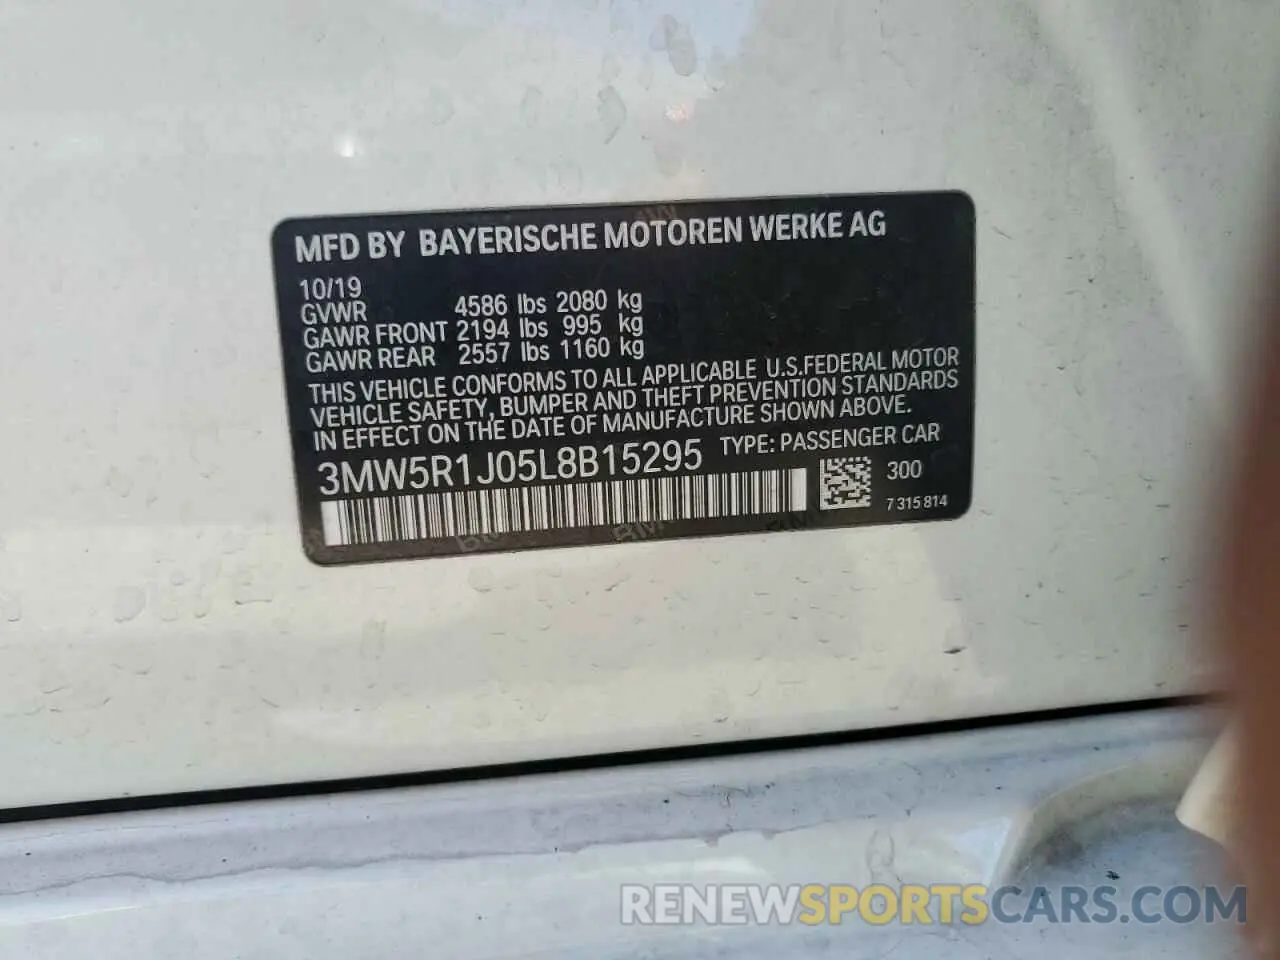 MFD BY BAYERISCHE MOTOREN WERKE AG
10/19
GVWR 4586 lbs 2080 kg
GAWR FRONT 2194 lbs 995 kg
GAWR REAR 2557 lbs 1160 kg
THIS VEHICLE CONFORMS TO ALL APPLICABLE U.S.FEDERAL MOTOR
VEHICLE SAFETY, BUMPER AND THEFT PREVENTION STANDARDS
IN EFFECT ON THE DATE OF MANUFACTURE SHOWN ABOVE.
3MW5R1J05L8B15295 TYPE: PASSENGER CAR
300
7 315 814
RENEWSPORTSCARS.COM